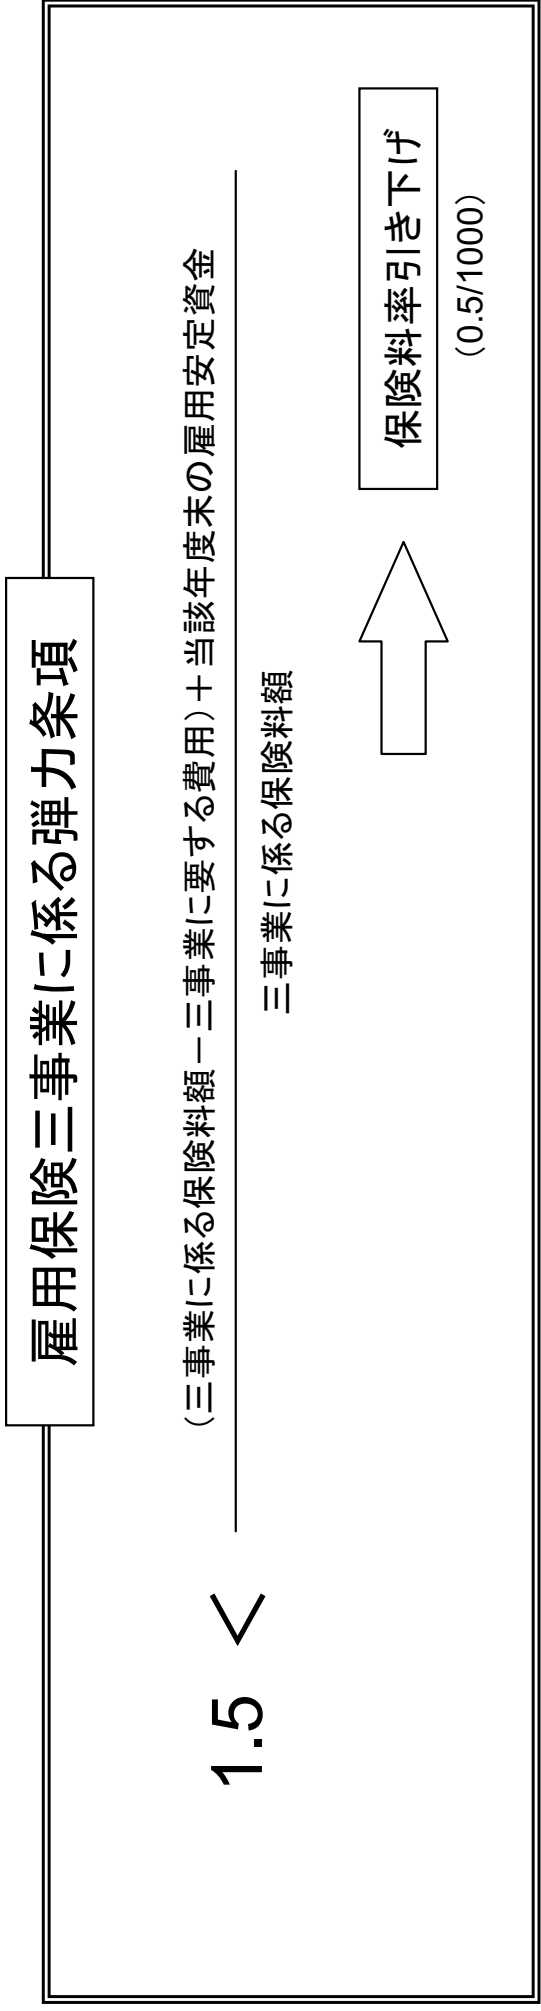 雇用保険三事業に係る弾力条項
1.5 ＜
（三事業に係る保険料額－三事業に要する費用）＋当該年度末の雇用安定資金
三事業に係る保険料額
保険料率引き下げ
（0.5/1000）